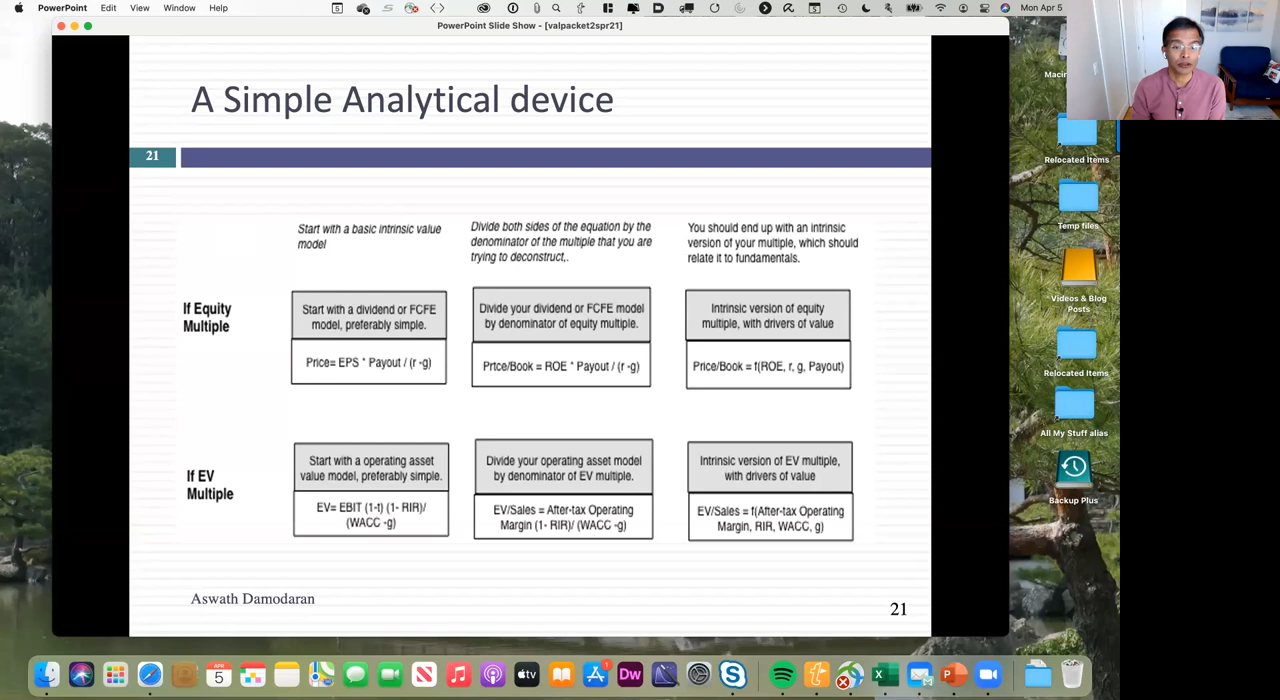 PowerPoint File Edit View Window Help
5
Mon Apr 5
PowerPoint Slide Show - [valpacket2spr21]
A Simple Analytical device
21
Start with a basic intrinsic value
model
Divide both sides of the equation by the
denominator of the multiple that you are
trying to deconstruct,.
You should end up with an intrinsic
version of your multiple, which should
relate it to fundamentals.
If Equity
Multiple
Start with a dividend or FCFE
model, preferably simple.
Price= EPS * Payout / (r -g)
Divide your dividend or FCFE model
by denominator of equity multiple.
Prtce/Book = ROE * Payout / (r -g)
Intrinsic version of equity
multiple, with drivers of value
Price/Book = f(ROE, r, g, Payout)
If EV
Multiple
Start with a operating asset
value model, preferably simple.
EV= EBIT (1-t) (1- RIR)/
(WACC -g)
Divide your operating asset model
by denominator of EV multiple.
EV/Sales = After-tax Operating
Margin (1- RIR)/ (WACC -g)
Intrinsic version of EV multiple,
with drivers of value
EV/Sales = f(After-tax Operating
Margin, RIR, WACC, g)
Aswath Damodaran
21
Macin
Relocated Items
Temp files
Videos & Blog
Posts
Relocated Items
All My Stuff alias
Backup Plus
APR
5
tv
1
Dw